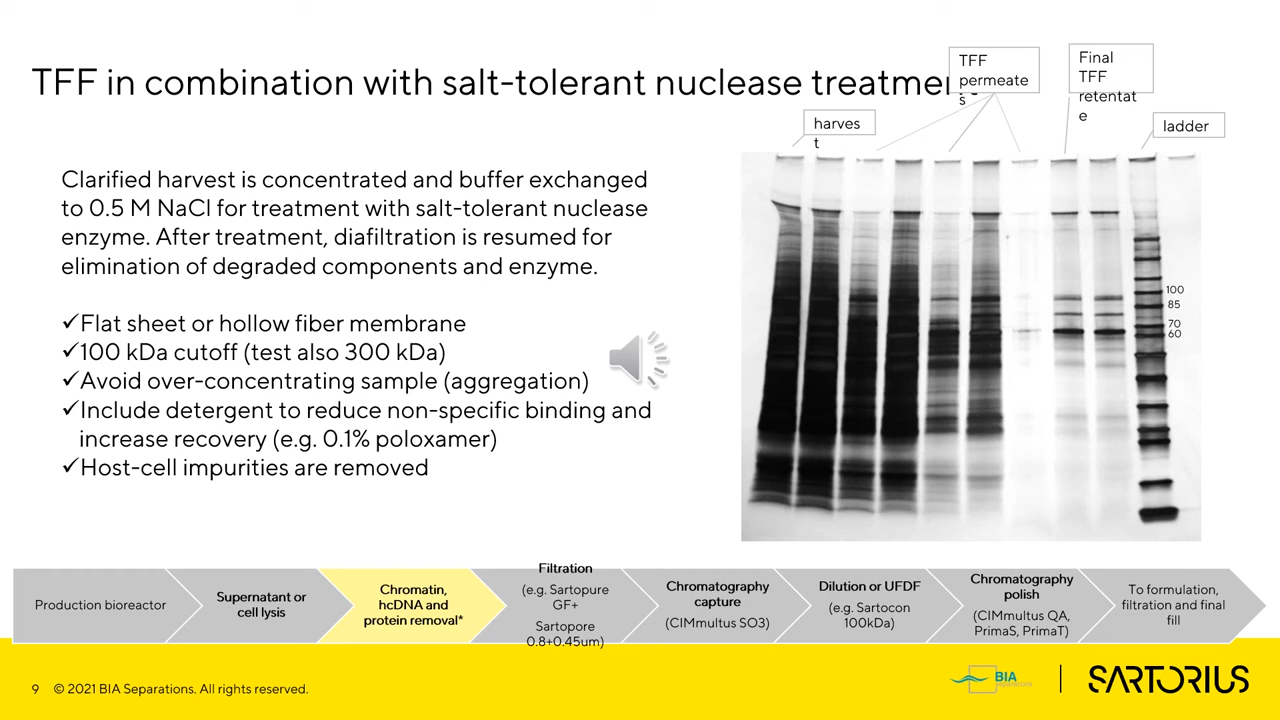 TFF in combination with salt-tolerant nuclease treatment
TFF
permeate
s
Final
TFF
retentat
e
harves
t
ladder
Clarified harvest is concentrated and buffer exchanged
to 0.5 M NaCl for treatment with salt-tolerant nuclease
enzyme. After treatment, diafiltration is resumed for
elimination of degraded components and enzyme.
✓Flat sheet or hollow fiber membrane
✓100 kDa cutoff (test also 300 kDa)
✓Avoid over-concentrating sample (aggregation)
✓Include detergent to reduce non-specific binding and
increase recovery (e.g. 0.1% poloxamer)
✓Host-cell impurities are removed
100
85
70
60
Production bioreactor
Supernatant or
cell lysis
Chromatin,
hcDNA and
protein removal*
Filtration
(e.g. Sartopure
GF+
Sartopore
0.8+0.45um)
Chromatography
capture
(CIMmultus SO3)
Dilution or UFDF
(e.g. Sartocon
100kDa)
Chromatography
polish
(CIMmultus QA,
PrimaS, PrimaT)
To formulation,
filtration and final
fill
9 © 2021 BIA Separations. All rights reserved.
BIA
Separations
SARTORIUS